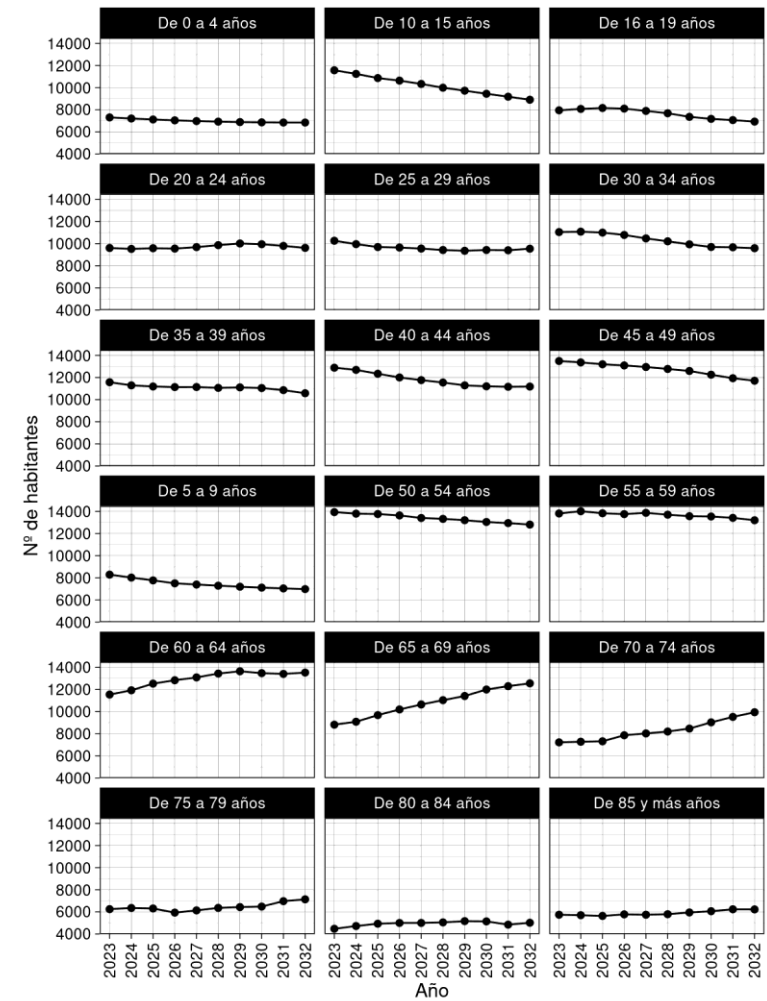 De 0 a 4 años
De 10 a 15 años
De 16 a 19 años
14000
12000
10000
8000
6000
4000
De 20 a 24 años
De 25 a 29 años
De 30 a 34 años
14000
12000
10000
8000
6000
4000
De 35 a 39 años
De 40 a 44 años
De 45 a 49 años
14000
12000
10000
8000
6000
4000
Nº de habitantes
De 5 a 9 años
De 50 a 54 años
De 55 a 59 años
14000
12000
10000
8000
6000
4000
De 60 a 64 años
De 65 a 69 años
De 70 a 74 años
14000
12000
10000
8000
6000
4000
De 75 a 79 años
De 80 a 84 años
De 85 y más años
14000
12000
10000
8000
6000
4000
2023 2024 2025 2026 2027 2028 2029 2030 2031 2032
2023 2024 2025 2026 2027 2028 2029 2030 2031 2032
2023 2024 2025 2026 2027 2028 2029 2030 2031 2032
Año